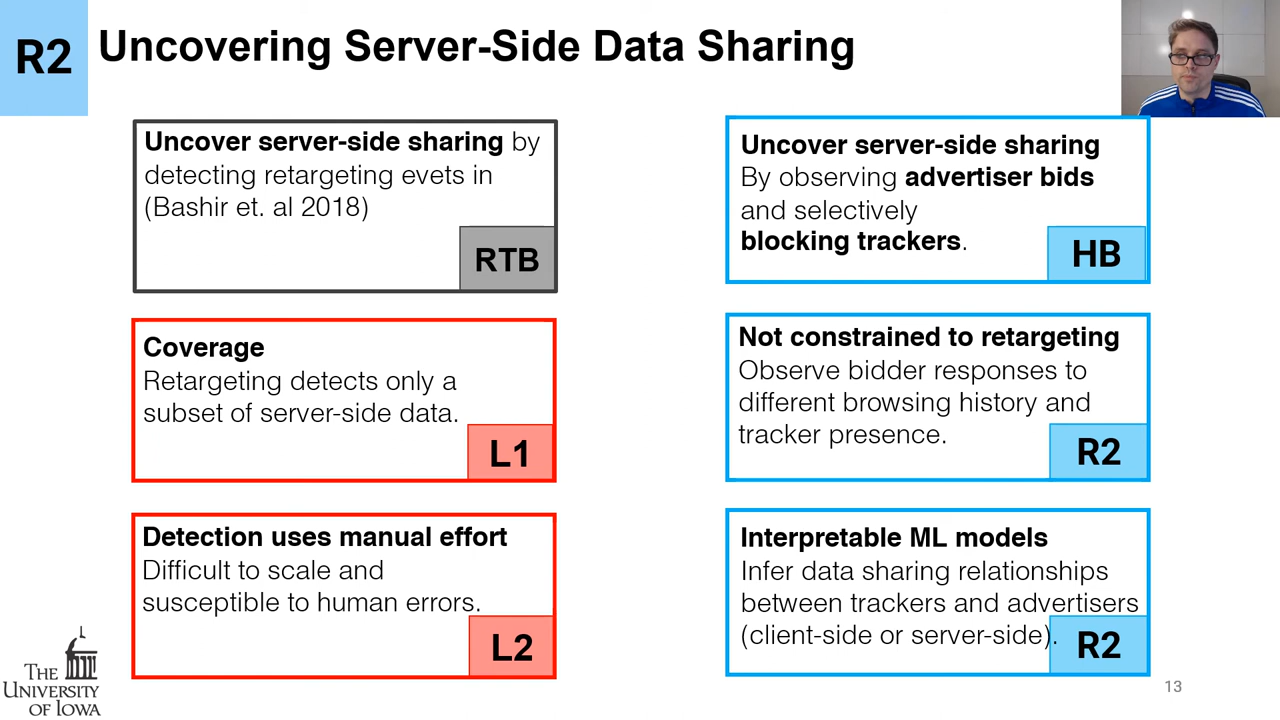 R2
Uncovering Server-Side Data Sharing
Uncover server-side sharing by
detecting retargeting evets in
(Bashir et. al 2018)
RTB
Uncover server-side sharing
By observing advertiser bids
and selectively
blocking trackers.
HB
Coverage
Retargeting detects only a
subset of server-side data.
L1
Not constrained to retargeting
Observe bidder responses to
different browsing history and
tracker presence.
R2
Detection uses manual effort
Difficult to scale and
susceptible to human errors.
L2
Interpretable ML models
Infer data sharing relationships
between trackers and advertisers
(client-side or server-side).
R2
THE
UNIVERSITY
OF IOWA
13